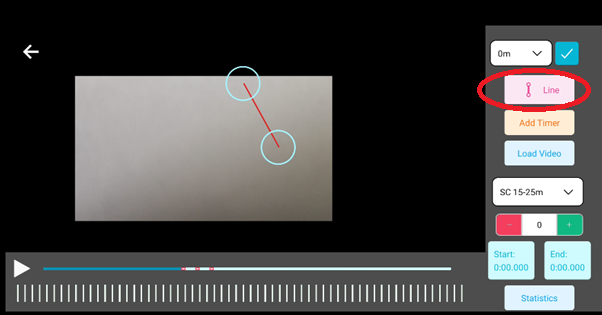 0m
Line
Add Timer
Load Video
SC 15-25m
− 0 +
Start: End:
0:00.000 0:00.000
Statistics